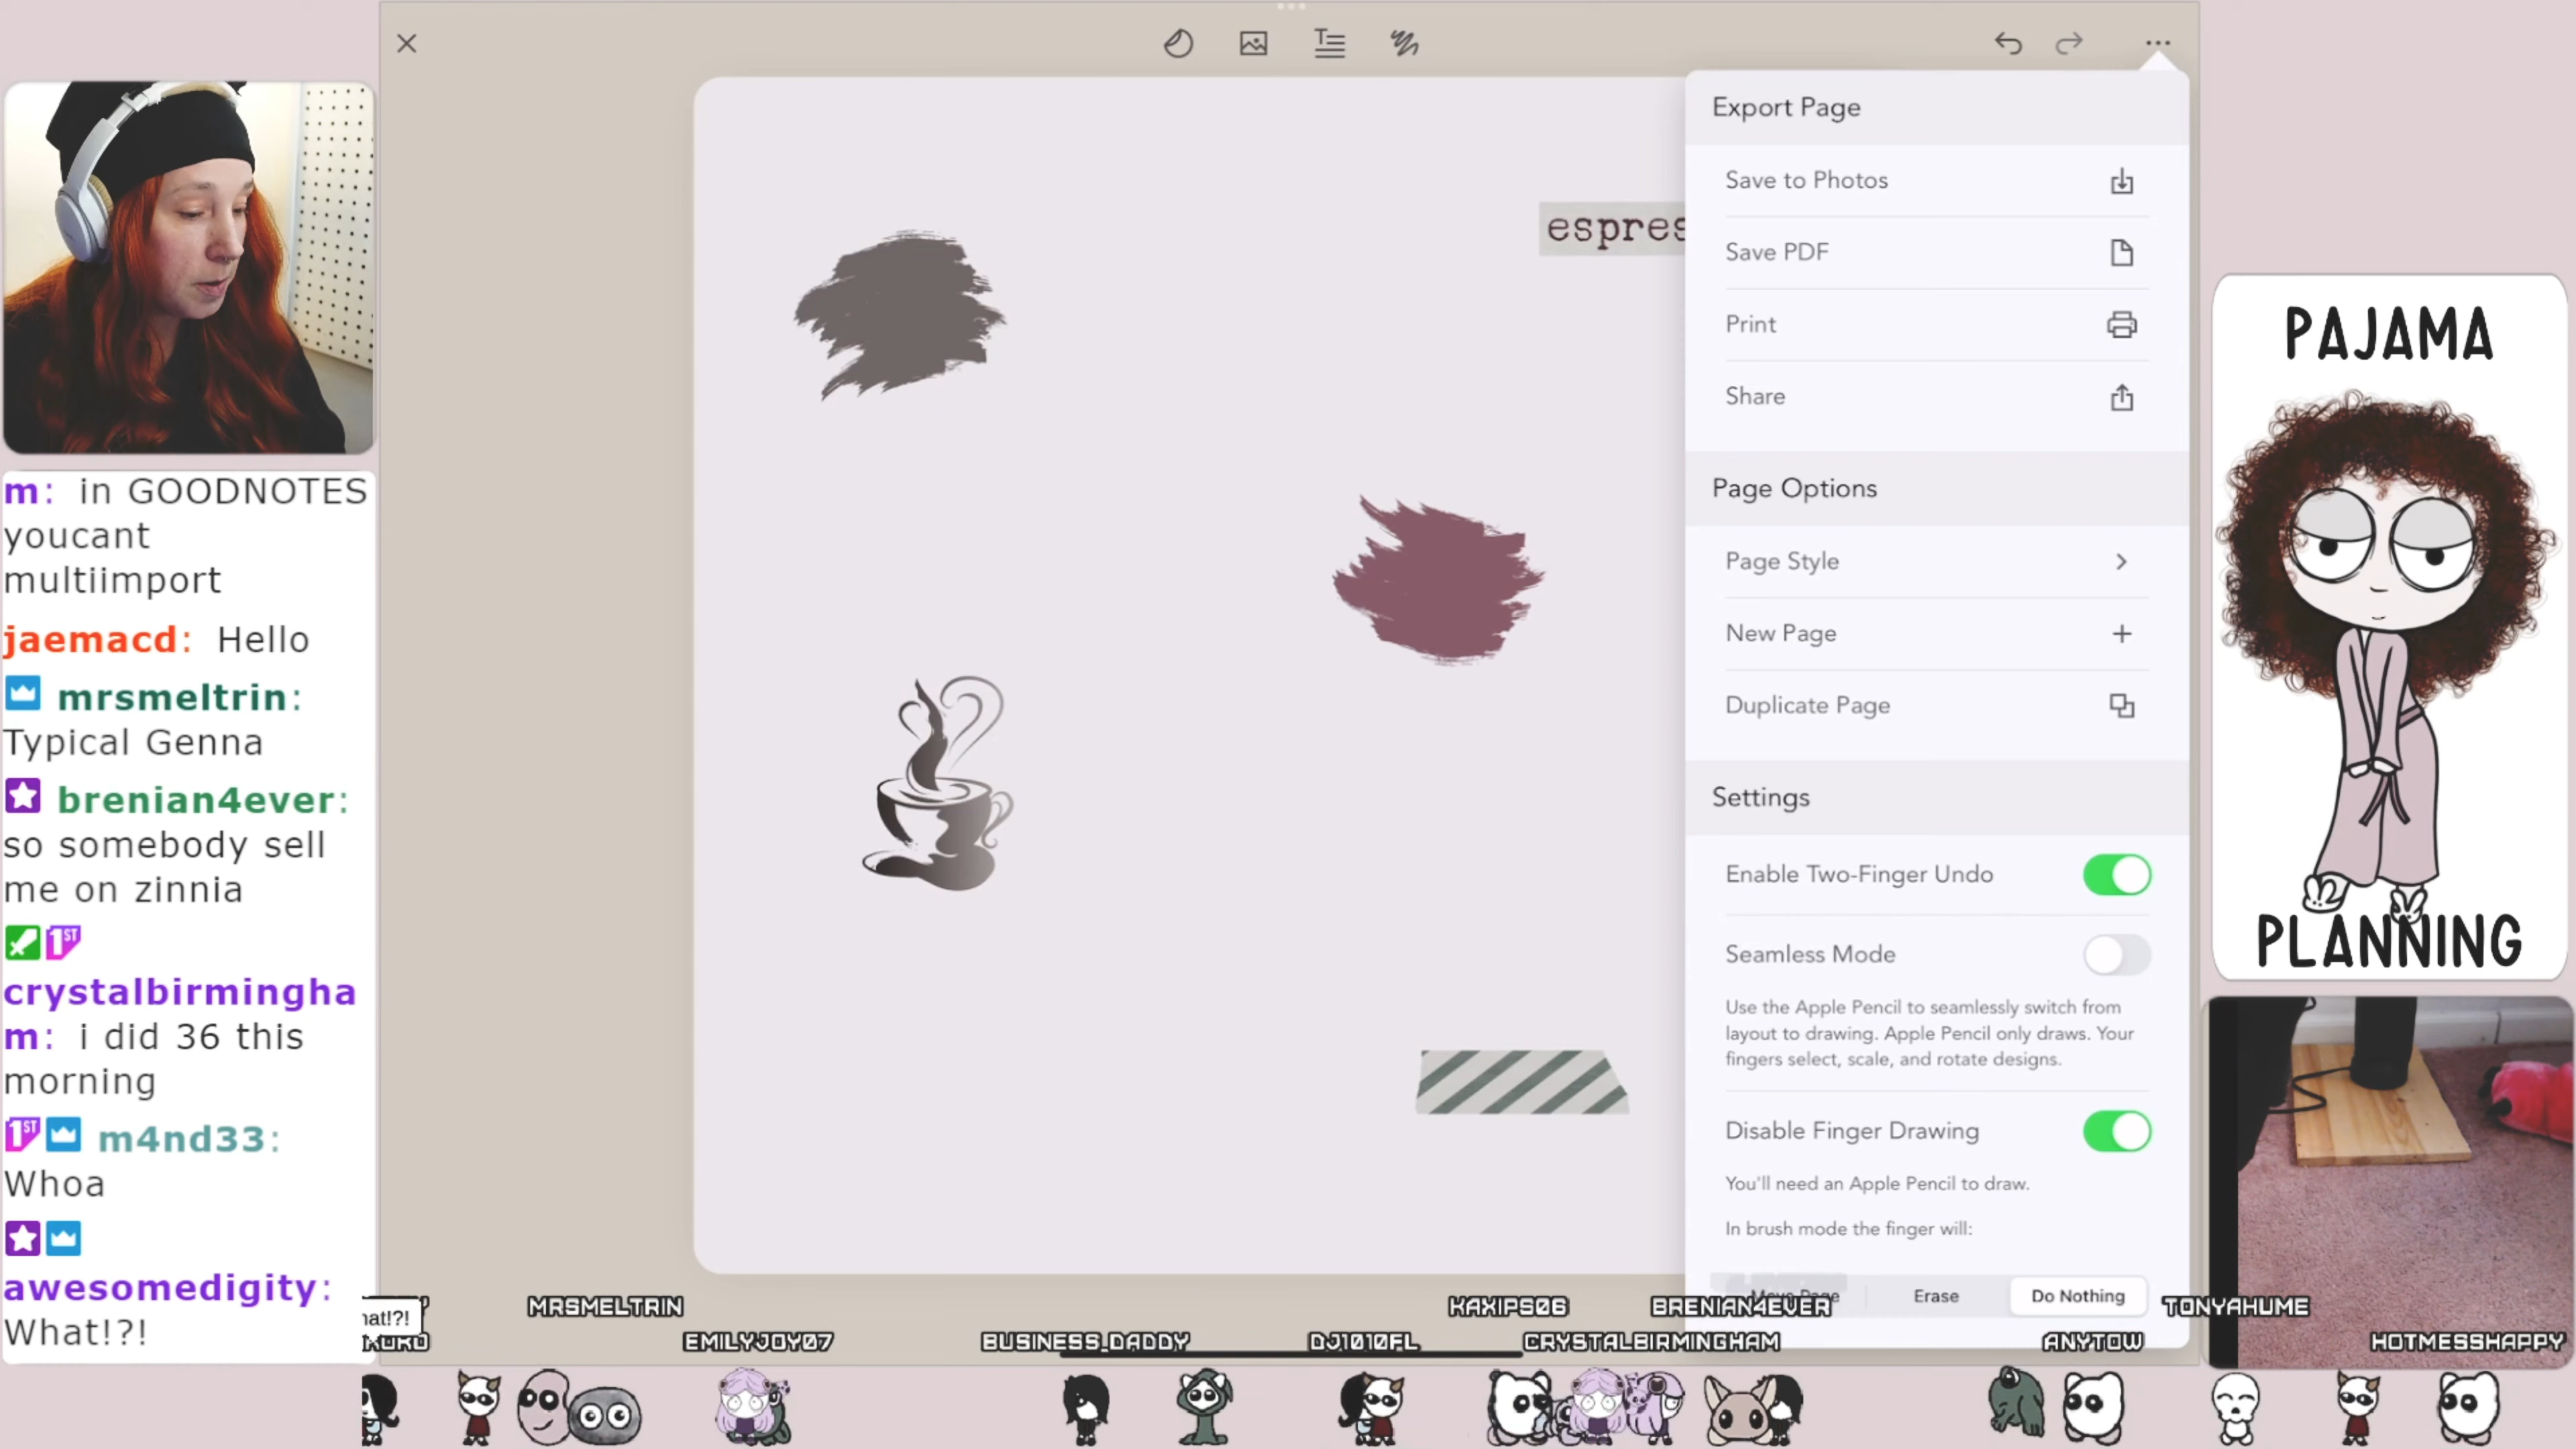 m: in GOODNOTES
youcant
multiimport
jaemacd: Hello
mrsmeltrin:
Typical Genna
brenian4ever:
so somebody sell
me on zinnia
1ST
crystalbirmingha
m: i did 36 this
morning
1ST m4nd33:
Whoa
awesomedigity:
What!?!
espres
Export Page
Save to Photos
Save PDF
Print
Share
Page Options
Page Style
New Page
Duplicate Page
Settings
Enable Two-Finger Undo
Seamless Mode
Use the Apple Pencil to seamlessly switch from
layout to drawing. Apple Pencil only draws. Your
fingers select, scale, and rotate designs.
Disable Finger Drawing
You'll need an Apple Pencil to draw.
In brush mode the finger will:
Move Page Erase Do Nothing
PAJAMA
PLANNING
hat!?!
MRSMELTRIN
KAXIPS06
BRENIAN4EVER
TONYAHUME
EMILYJOY07
BUSINESS_DADDY
DJ1010FL
CRYSTALBIRMINGHAM
ANYTOW
HOTMESSHAPPY